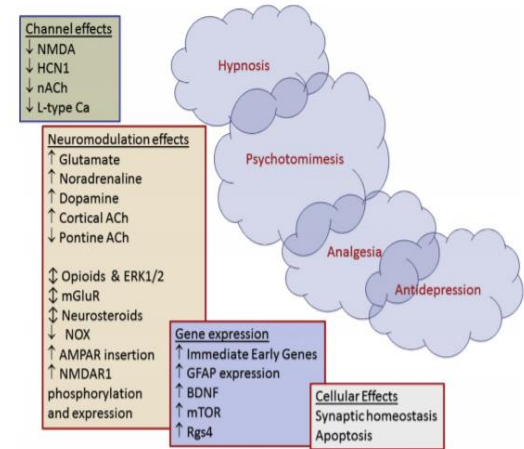 Channel effects
↓ NMDA
↓ HCN1
↓ nACh
↓ L-type Ca
Hypnosis
Psychotomimesis
Analgesia
Antidepression
Neuromodulation effects
↑ Glutamate
↑ Noradrenaline
↑ Dopamine
↑ Cortical ACh
↓ Pontine ACh
↕ Opioids & ERK1/2
↕ mGluR
↕ Neurosteroids
↓ NOX
↑ AMPAR insertion
↑ NMDAR1
phosphorylation
and expression
Gene expression
↑ Immediate Early Genes
↑ GFAP expression
↑ BDNF
↑ mTOR
↑ Rgs4
Cellular Effects
Synaptic homeostasis
Apoptosis